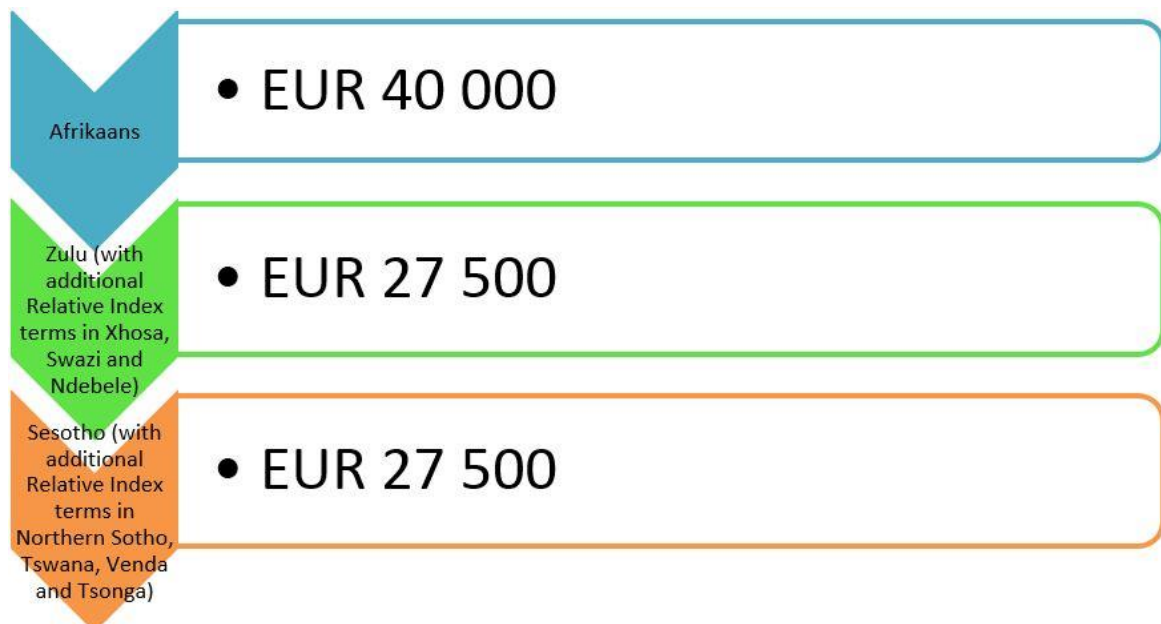 Afrikaans
• EUR 40 000
Zulu (with
additional
Relative Index
terms in Xhosa,
Swazi and
Ndebele)
• EUR 27 500
Sesotho (with
additional
Relative Index
terms in
Northern Sotho,
Tswana, Venda
and Tsonga)
• EUR 27 500